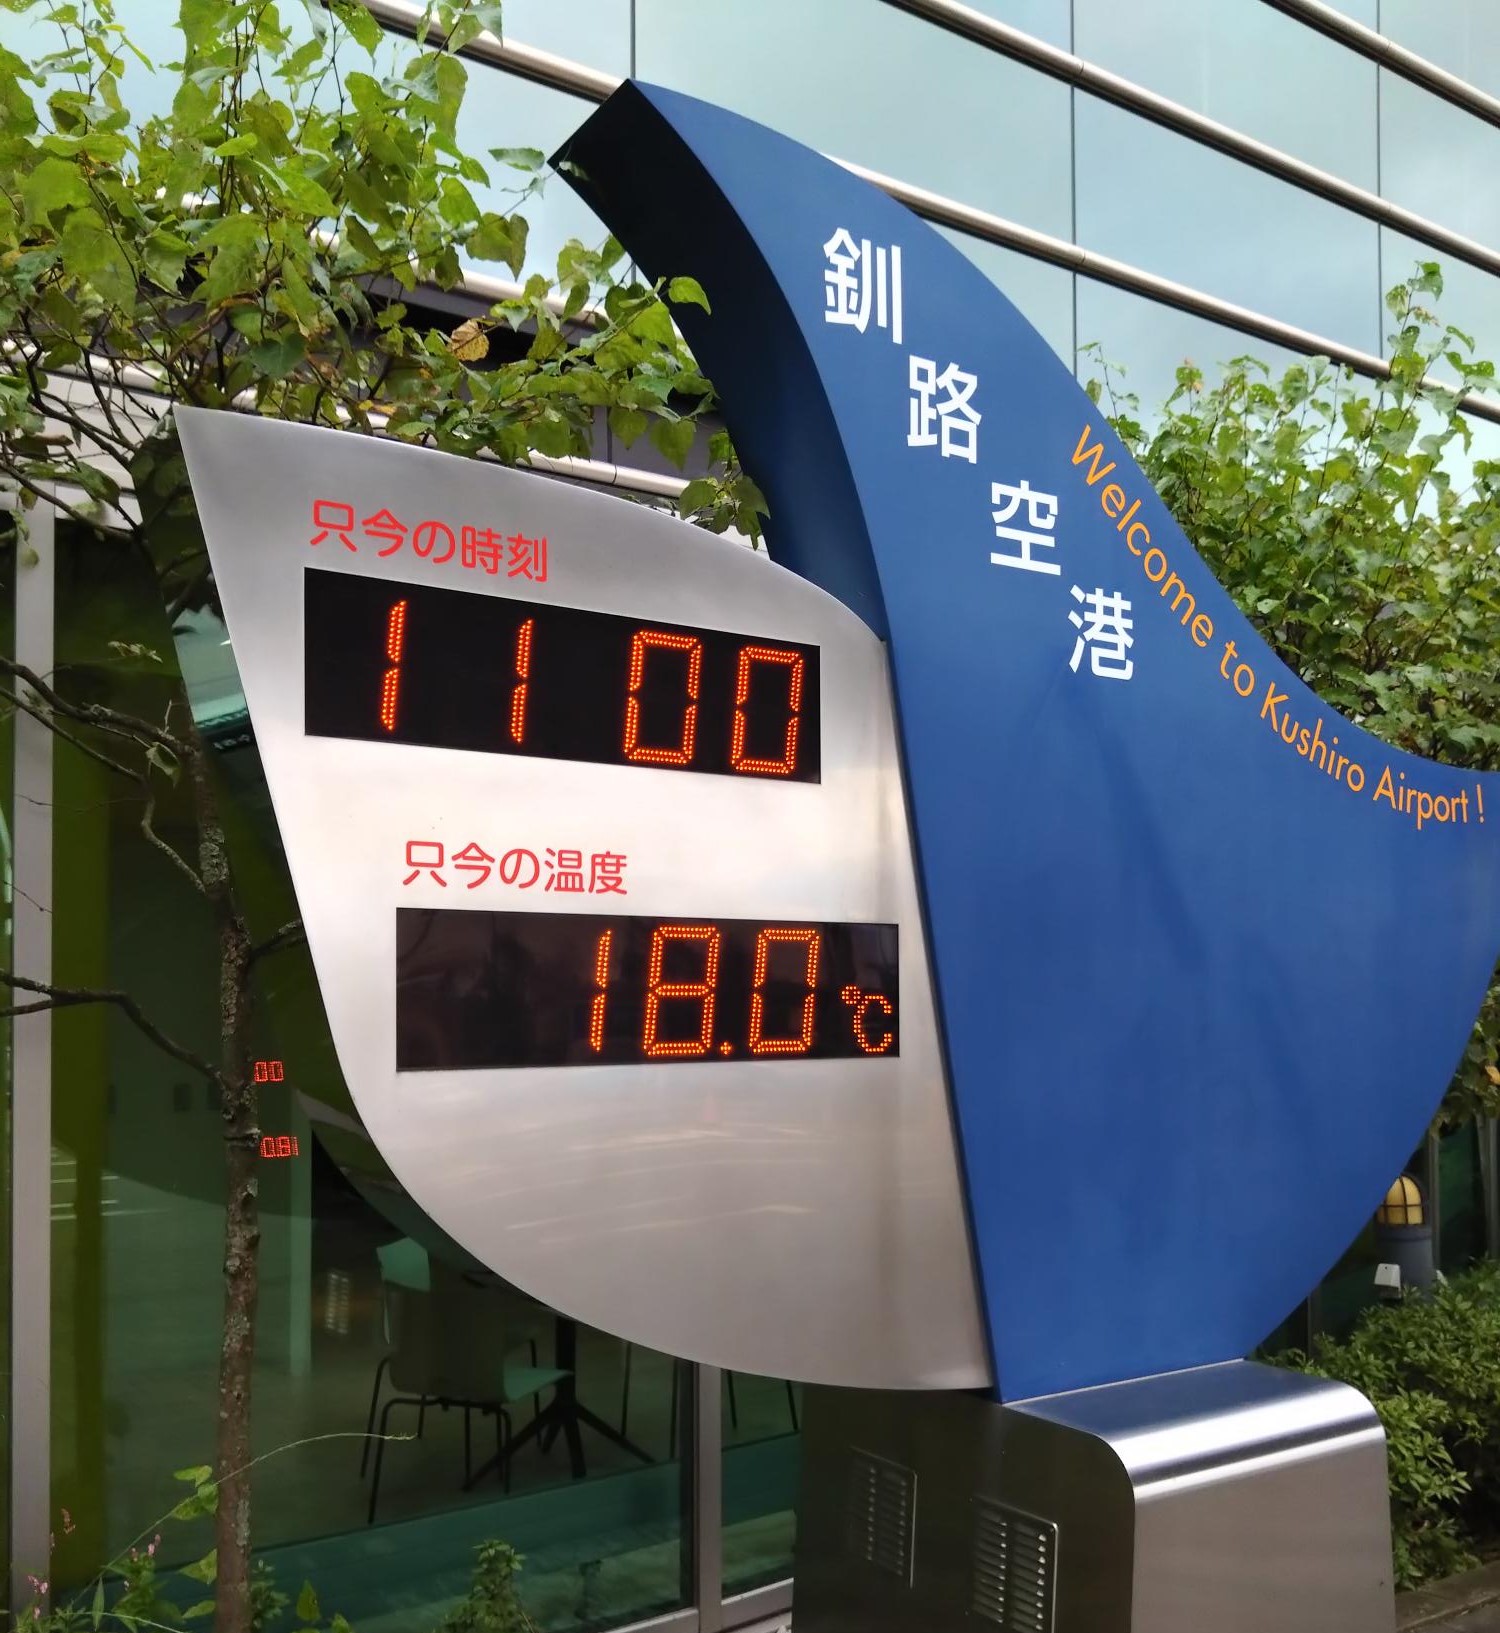 釧路空港
Welcome to Kushiro Airport!
只今の時刻
11 00
只今の温度
18.0℃